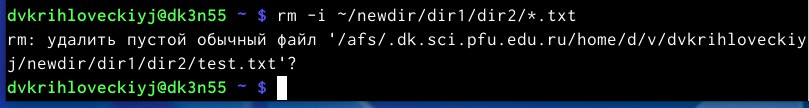 dvkrihloveckiyj@dk3n55 ~ $ rm -i ~/newdir/dir1/dir2/*.txt
rm: удалить пустой обычный файл '/afs/.dk.sci.pfu.edu.ru/home/d/v/dvkrihloveckiy
j/newdir/dir1/dir2/test.txt'?
dvkrihloveckiyj@dk3n55 ~ $